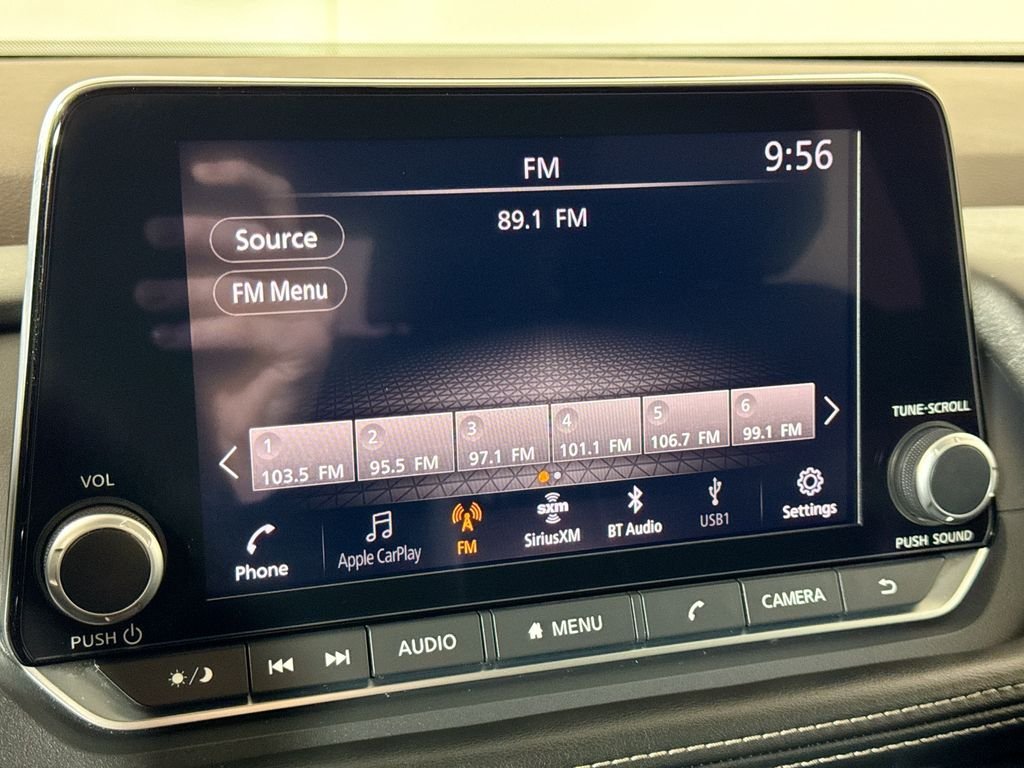 FM
9:56
89.1 FM
Source
FM Menu
1
103.5 FM
2
95.5 FM
3
97.1 FM
4
101.1 FM
5
106.7 FM
6
99.1 FM
Phone
Apple CarPlay
FM
sxm
SiriusXM
BT Audio
USB1
Settings
VOL
PUSH
TUNE·SCROLL
PUSH SOUND
AUDIO
MENU
CAMERA